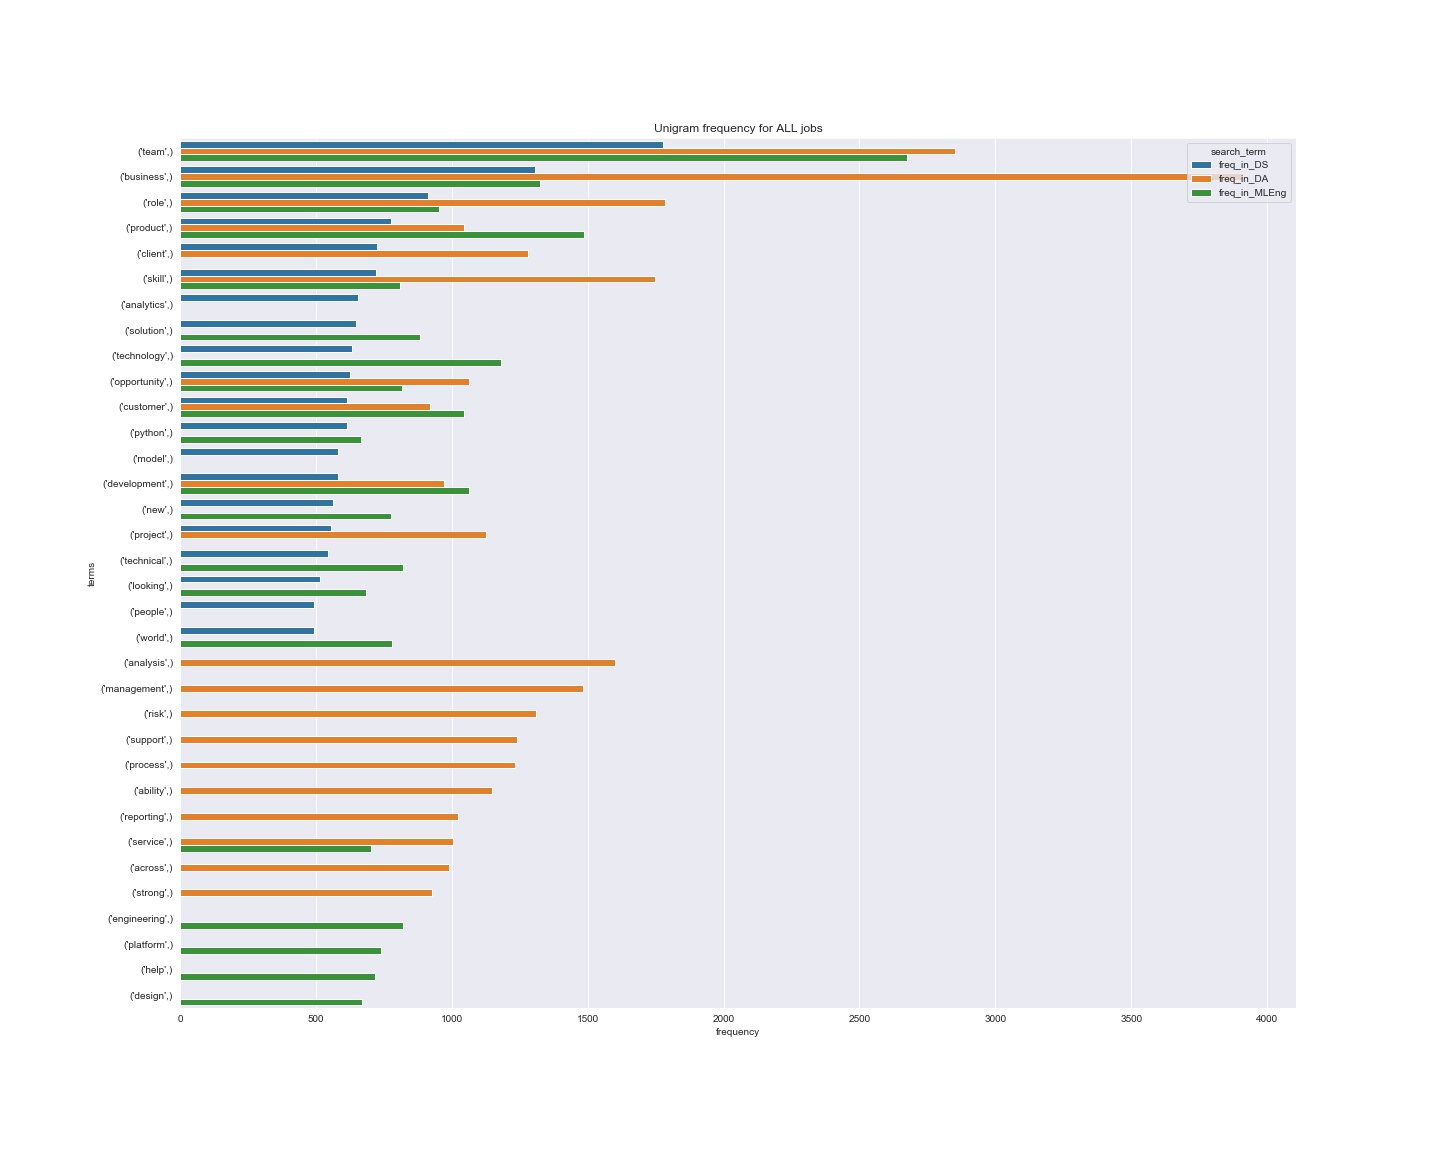 Unigram frequency for ALL jobs
search_term
freq_in_DS
freq_in_DA
freq_in_MLEng
terms
('team',)
('business',)
('role',)
('product',)
('client',)
('skill',)
('analytics',)
('solution',)
('technology',)
('opportunity',)
('customer',)
('python',)
('model',)
('development',)
('new',)
('project',)
('technical',)
('looking',)
('people',)
('world',)
('analysis',)
('management',)
('risk',)
('support',)
('process',)
('ability',)
('reporting',)
('service',)
('across',)
('strong',)
('engineering',)
('platform',)
('help',)
('design',)
0 500 1000 1500 2000 2500 3000 3500 4000
frequency